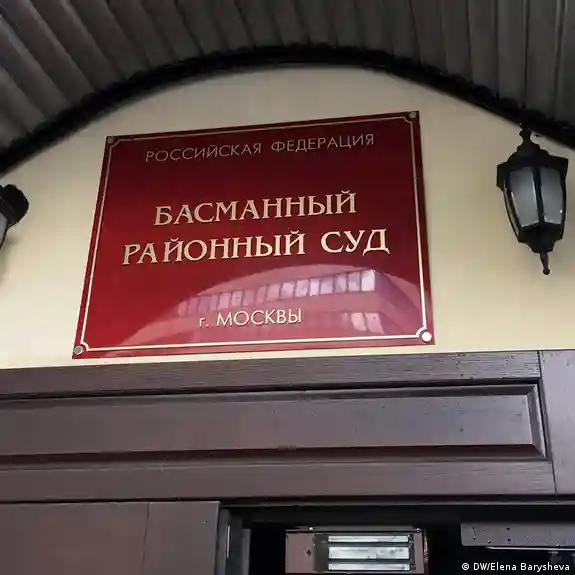 РОССИЙСКАЯ ФЕДЕРАЦИЯ
БАСМАННЫЙ
РАЙОННЫЙ СУД
г. МОСКВЫ
© DW/Elena Barysheva